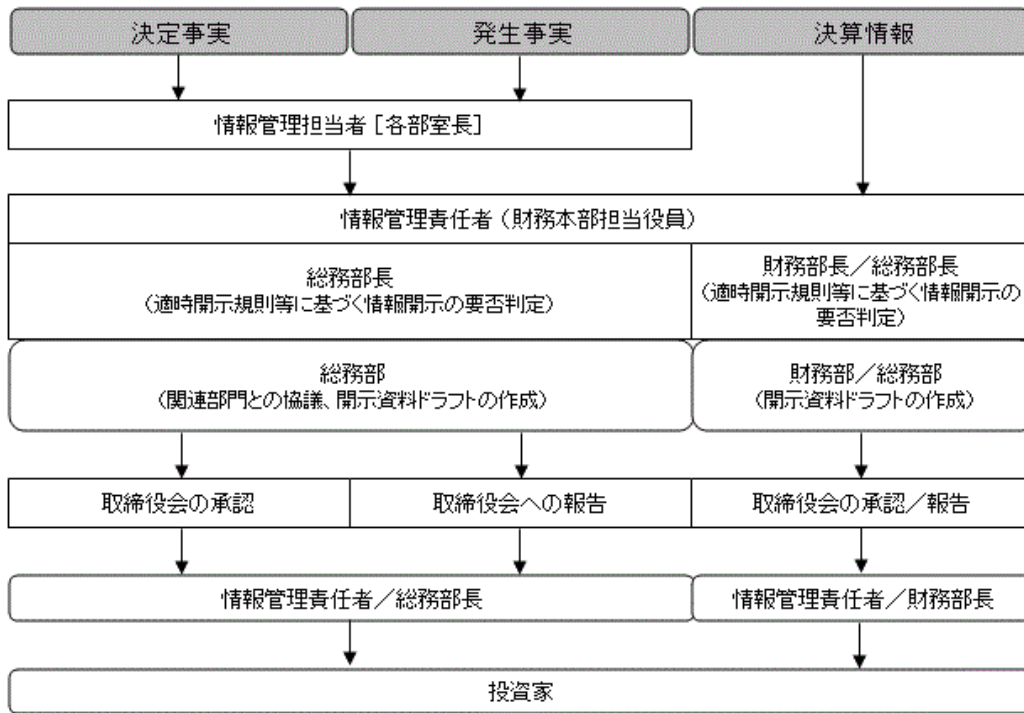 決定事実
発生事実
決算情報
情報管理担当者［各部室長］
情報管理責任者（財務本部担当役員）
総務部長
（適時開示規則等に基づく情報開示の要否判定）
財務部長／総務部長
（適時開示規則等に基づく情報開示の
要否判定）
総務部
（関連部門との協議、開示資料ドラフトの作成）
財務部／総務部
（開示資料ドラフトの作成）
取締役会の承認
取締役会への報告
取締役会の承認／報告
情報管理責任者／総務部長
情報管理責任者／財務部長
投資家